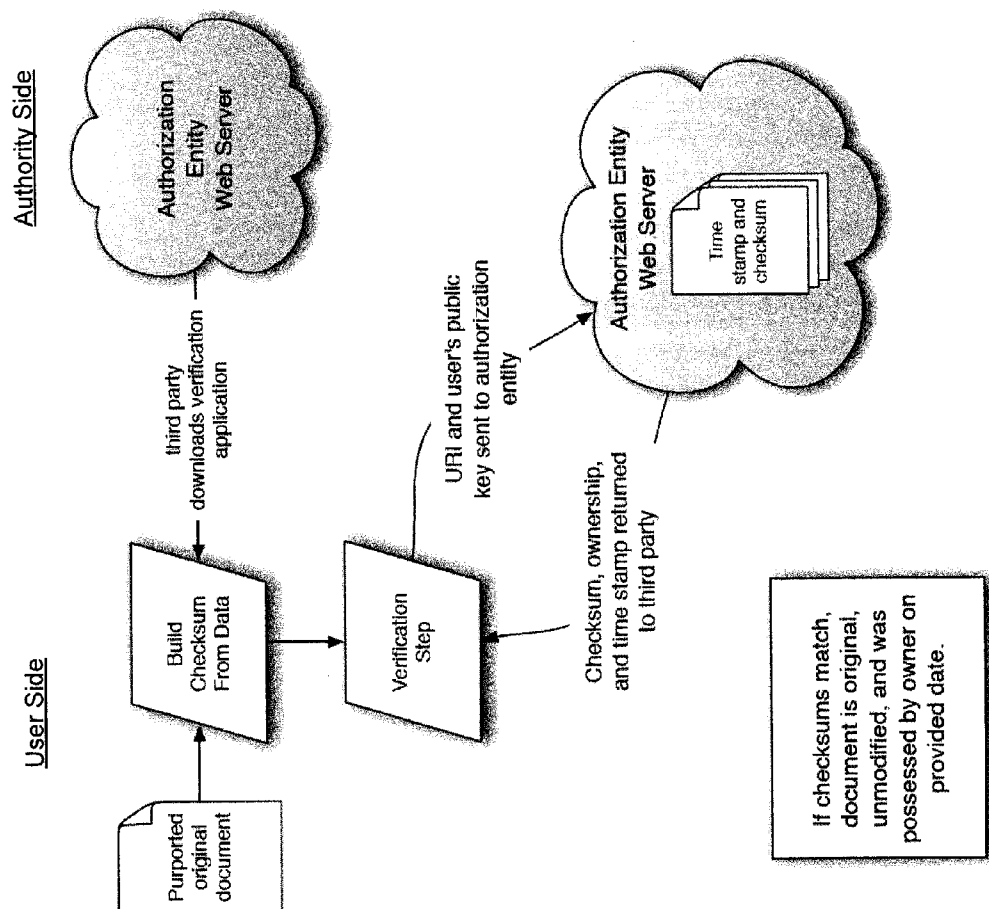 User Side
Authority Side
Purported
original
document
Build
Checksum
From Data
third party
downloads verification
application
Authorization
Entity
Web Server
Verification
Step
URI and user's public
key sent to authorization
entity
Checksum, ownership,
and time stamp returned
to third party
Authorization Entity
Web Server
Time
stamp and
checksum
If checksums match,
document is original,
unmodified, and was
possessed by owner on
provided date.